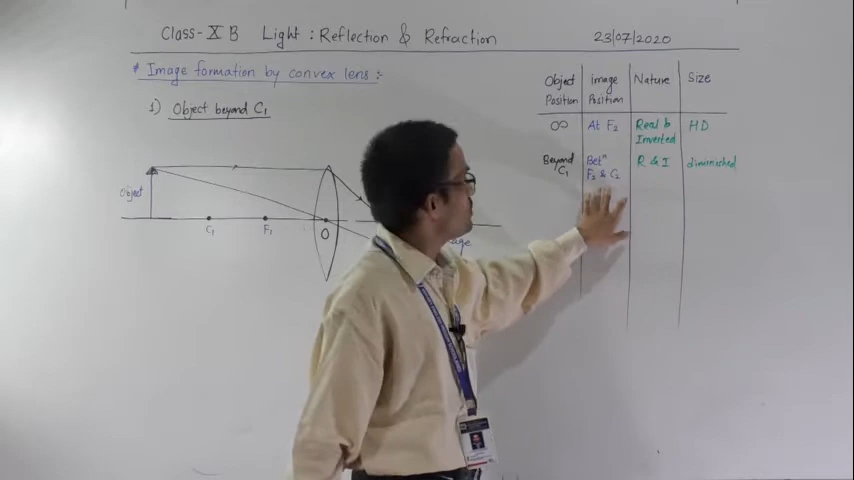 Class-X B Light : Reflection & Refraction 23/07/2020
* Image formation by convex lens :-
1) Object beyond C1
Object
C1 F1 O
Object Position Image Position Nature Size
∞ At F2 Real & Inverted HD
Beyond C1 Betn F2 & C2 R & I diminished